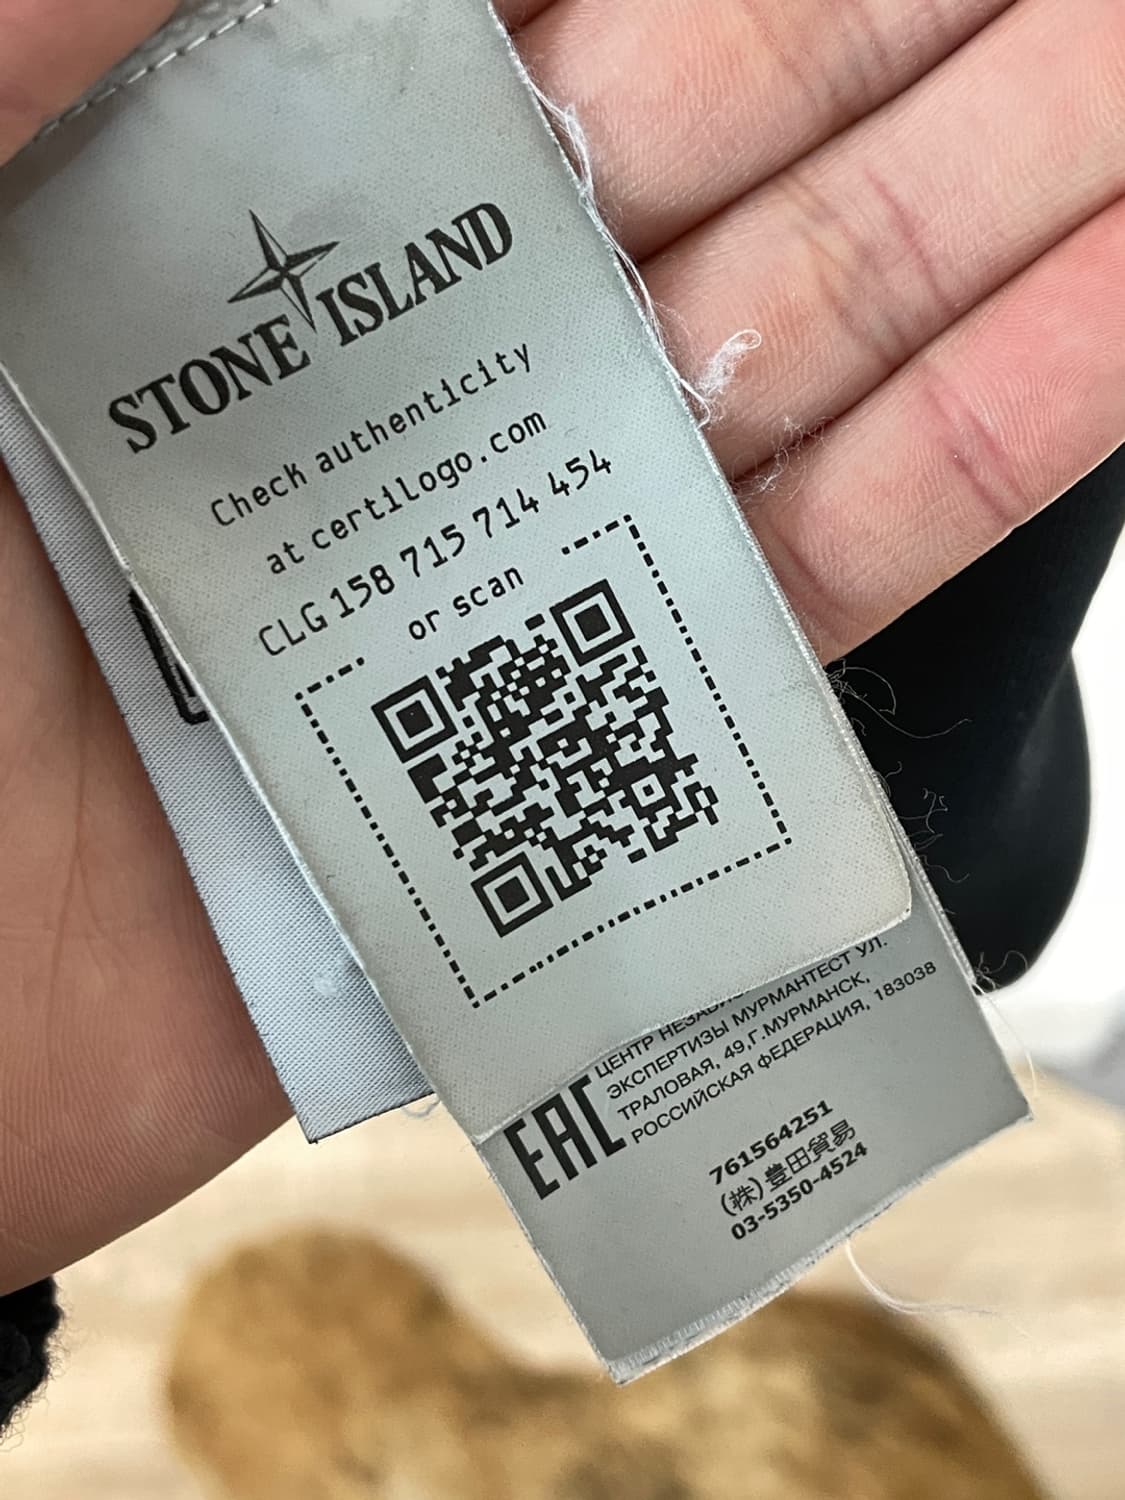 STONE ISLAND
Check authenticity
at certilogo.com
CLG 158 715 714 454
or scan
ЦЕНТР
ЭКСПЕРТИЗЫ МУРМАНТЕСТ УЛ.
ТРАЛОВАЯ, 49,Г.МУРМАНСК,
РОССИЙСКАЯ ФЕДЕРАЦИЯ, 183038
EAC
761564251
(株)豊田貿易
03-5350-4524